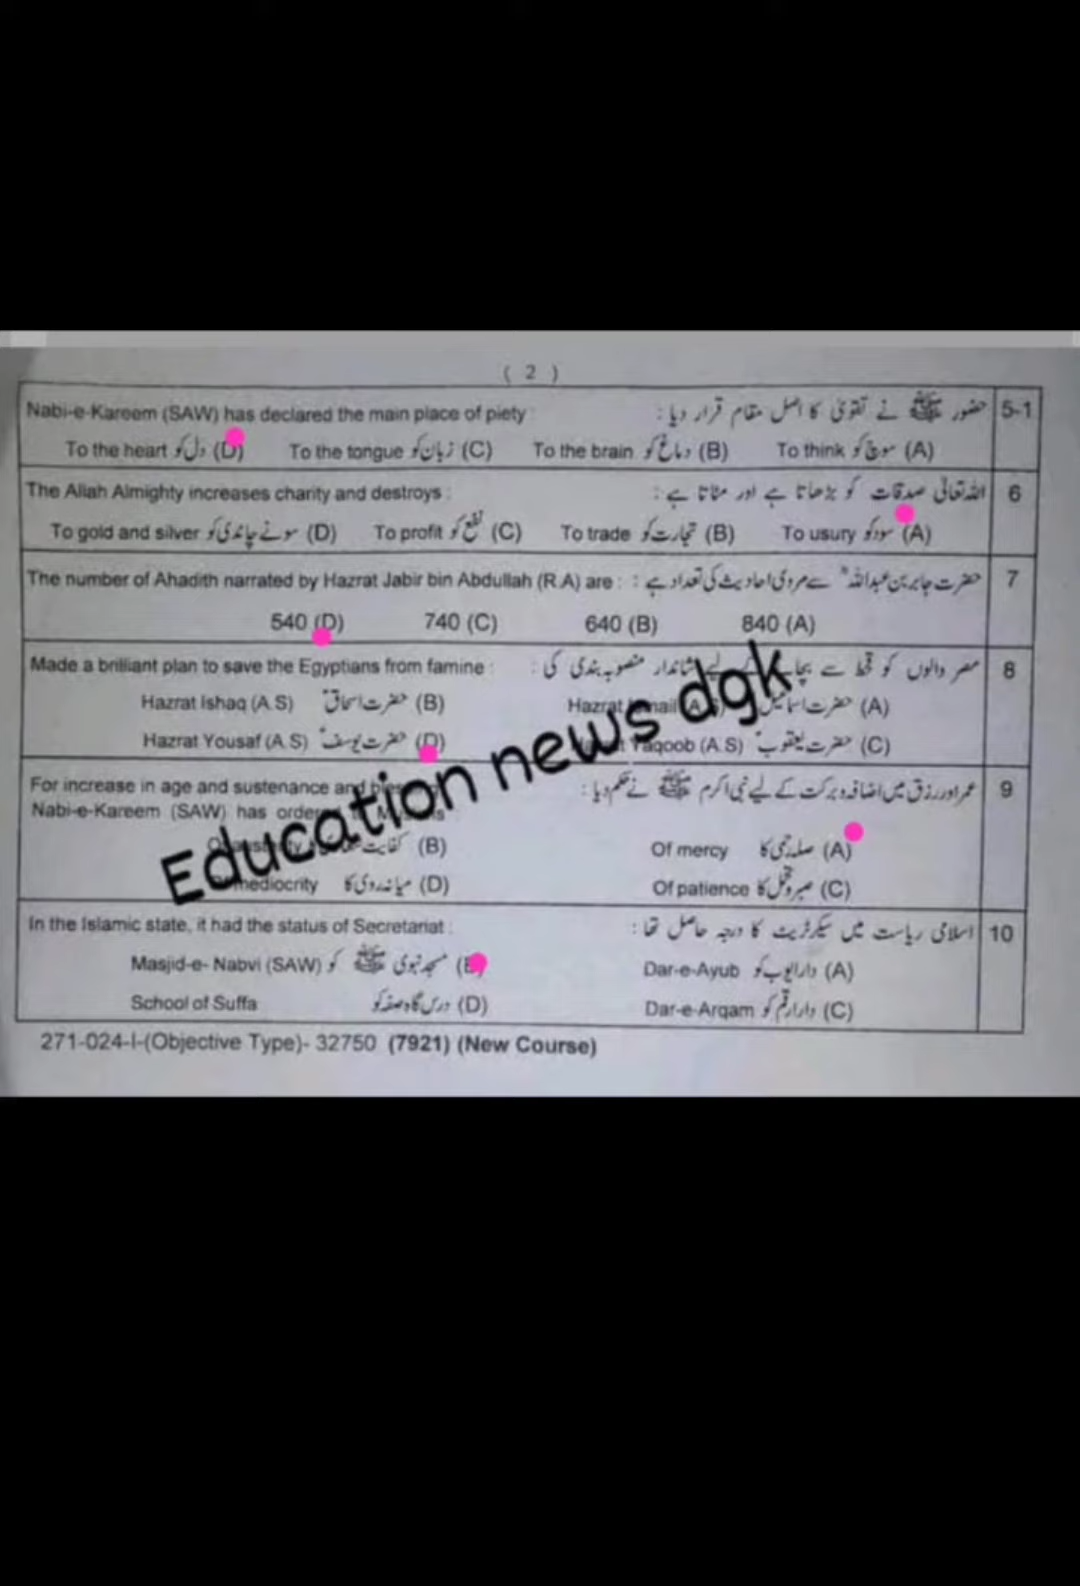 ( 2 )
Nabi-e-Kareem (SAW) has declared the main place of piety : حضور ﷺ نے تقویٰ کا اصل مقام قرار دیا : 5-1
To the heart دل کو (D) To the tongue زبان کو (C) To the brain دماغ کو (B) To think سوچ کو (A)
The Allah Almighty increases charity and destroys : اللہ تعالیٰ صدقات کو بڑھاتا ہے اور مٹاتا ہے : 6
To gold and silver سونے چاندی کو (D) To profit نفع کو (C) To trade تجارت کو (B) To usury سود کو (A)
The number of Ahadith narrated by Hazrat Jabir bin Abdullah (R.A) are : حضرت جابر بن عبداللہؓ سے مروی احادیث کی تعداد ہے : 7
540 (D) 740 (C) 640 (B) 840 (A)
Made a brilliant plan to save the Egyptians from famine : مصر والوں کو قحط سے شاندار منصوبہ بندی کی : 8
Hazrat Ishaq (A.S) حضرت اسحاقؑ (B) Hazrat (A.S) حضرت اسماعیل (A)
Hazrat Yousaf (A.S) حضرت یوسفؑ (D) Yaqoob (A.S) حضرت یعقوبؑ (C)
For increase in age and sustenance and عمر اور رزق میں اضافہ و برکت کے لیے نبی اکرم ﷺ نے حکم دیا : 9
Nabi-e-Kareem (SAW) has
کفایت (B) Of mercy صلہ رحمی کا (A)
mediocrity میانہ روی کا (D) Of patience صبر و تحمل کا (C)
In the Islamic state, it had the status of Secretariat : اسلامی ریاست میں سیکرٹریٹ کا درجہ حاصل تھا : 10
Masjid-e- Nabvi (SAW) مسجد نبوی ﷺ کو (B) Dar-e-Ayub دار ایوب کو (A)
School of Suffa درس گاہ صفہ کو (D) Dar-e-Arqam دار ارقم کو (C)
271-024-I-(Objective Type)- 32750 (7921) (New Course)
Education news dgk